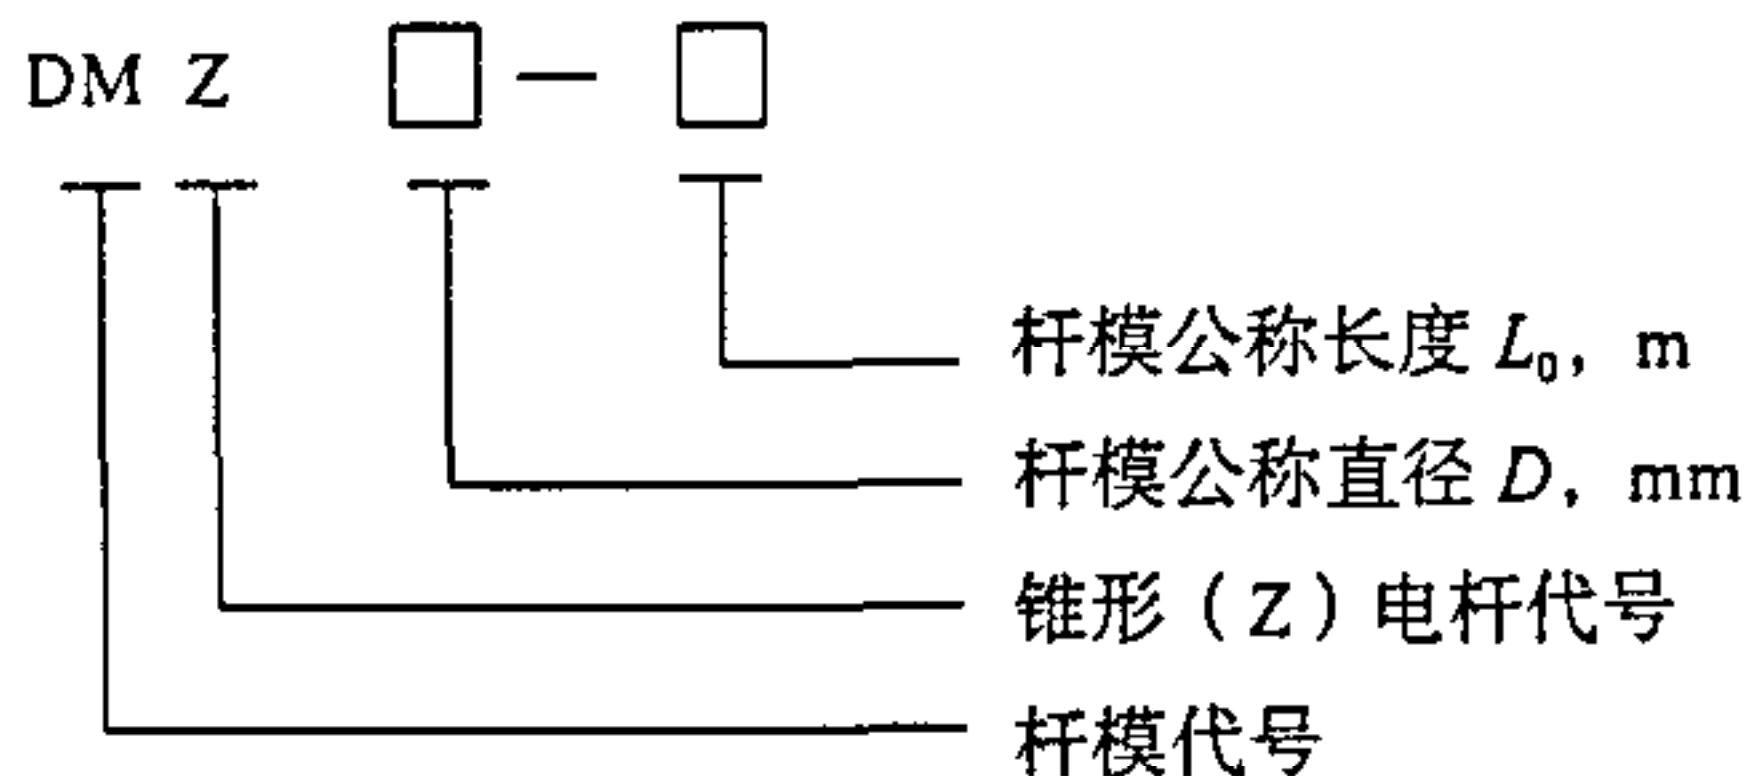 DM Z □ — □
杆模公称长度 L₀, m
杆模公称直径 D, mm
锥形（Z）电杆代号
杆模代号